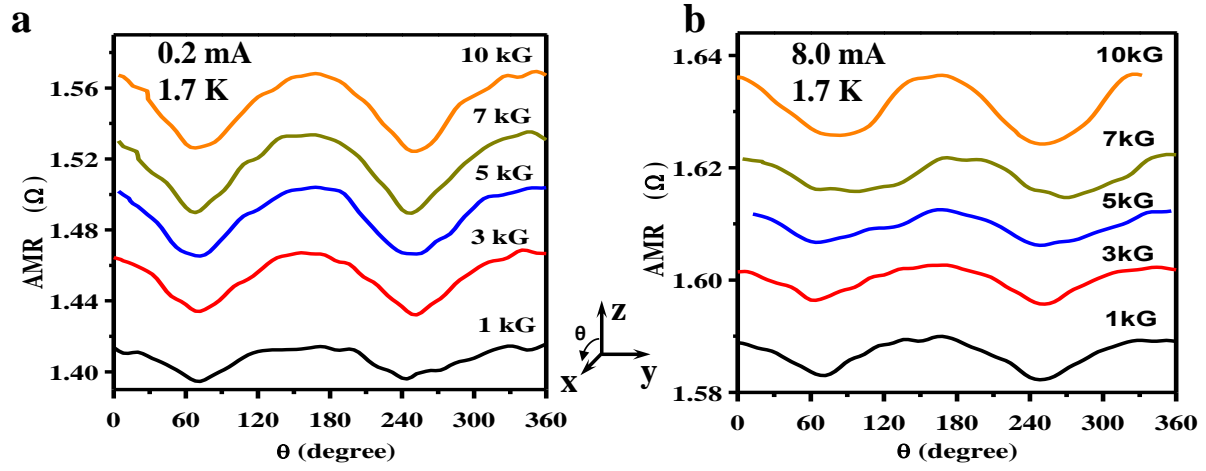 a
0.2 mA
1.7 K
10 kG
7 kG
5 kG
3 kG
1 kG
1.56
1.52
1.48
1.44
1.40
AMR (Ω)
0 60 120 180 240 300 360
θ (degree)
z
θ
x
y
b
8.0 mA
1.7 K
10kG
7kG
5kG
3kG
1kG
1.64
1.62
1.60
1.58
AMR (Ω)
0 60 120 180 240 300 360
θ (degree)